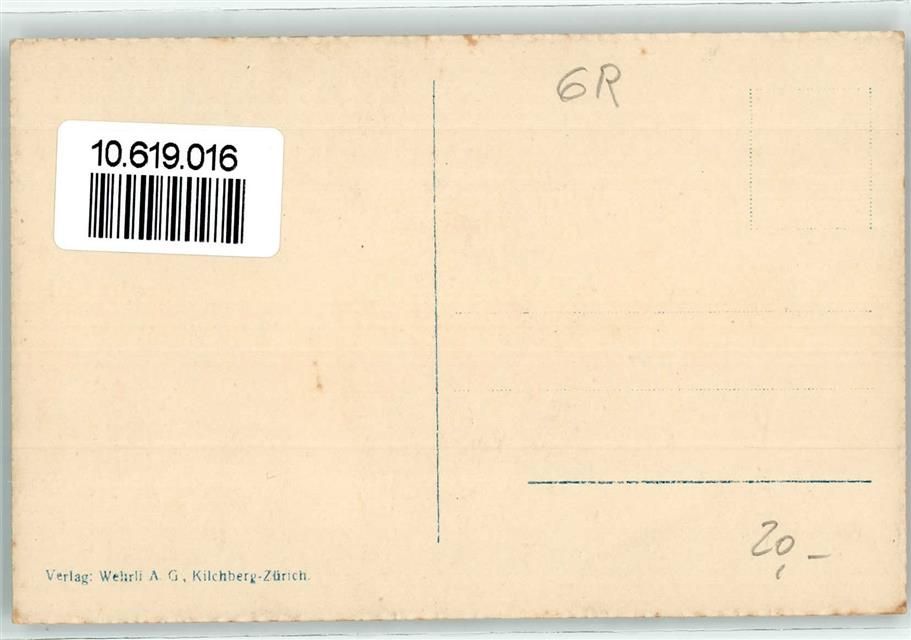 6R
10.619.016
20,–
Verlag: Wehrli A. G., Kilchberg-Zürich.